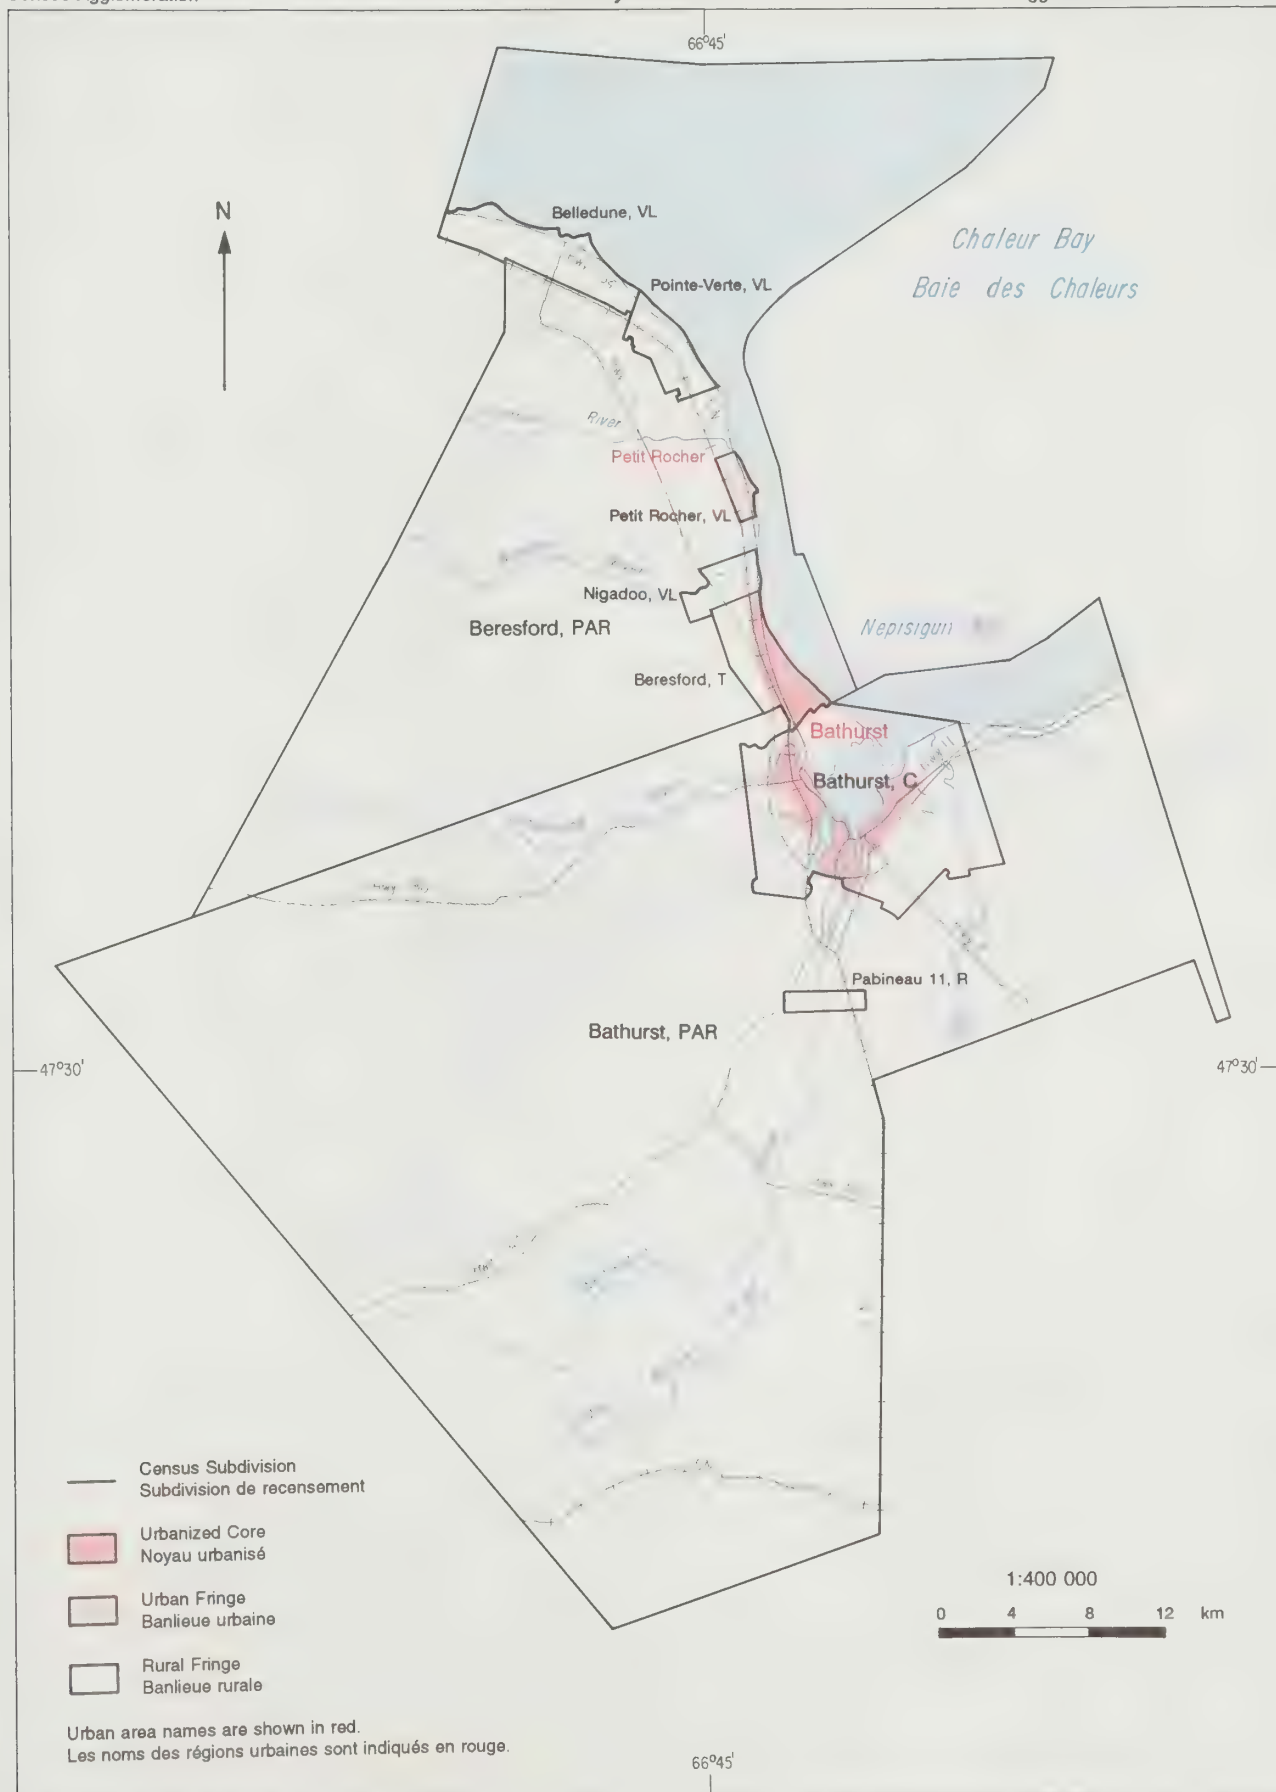 66°45'
N
Belledune, VL
Chaleur Bay
Baie des Chaleurs
Pointe-Verte, VL
River
Petit Rocher
Petit Rocher, VL
Nigadoo, VL
Beresford, PAR
Beresford, T
Bathurst
Bathurst, C
Pabineau 11, R
Bathurst, PAR
47°30'
47°30'
Census Subdivision
Subdivision de recensement
Urbanized Core
Noyau urbanisé
Urban Fringe
Banlieue urbaine
Rural Fringe
Banlieue rurale
Urban area names are shown in red.
Les noms des régions urbaines sont indiqués en rouge.
1:400 000
0 4 8 12 km
66°45'